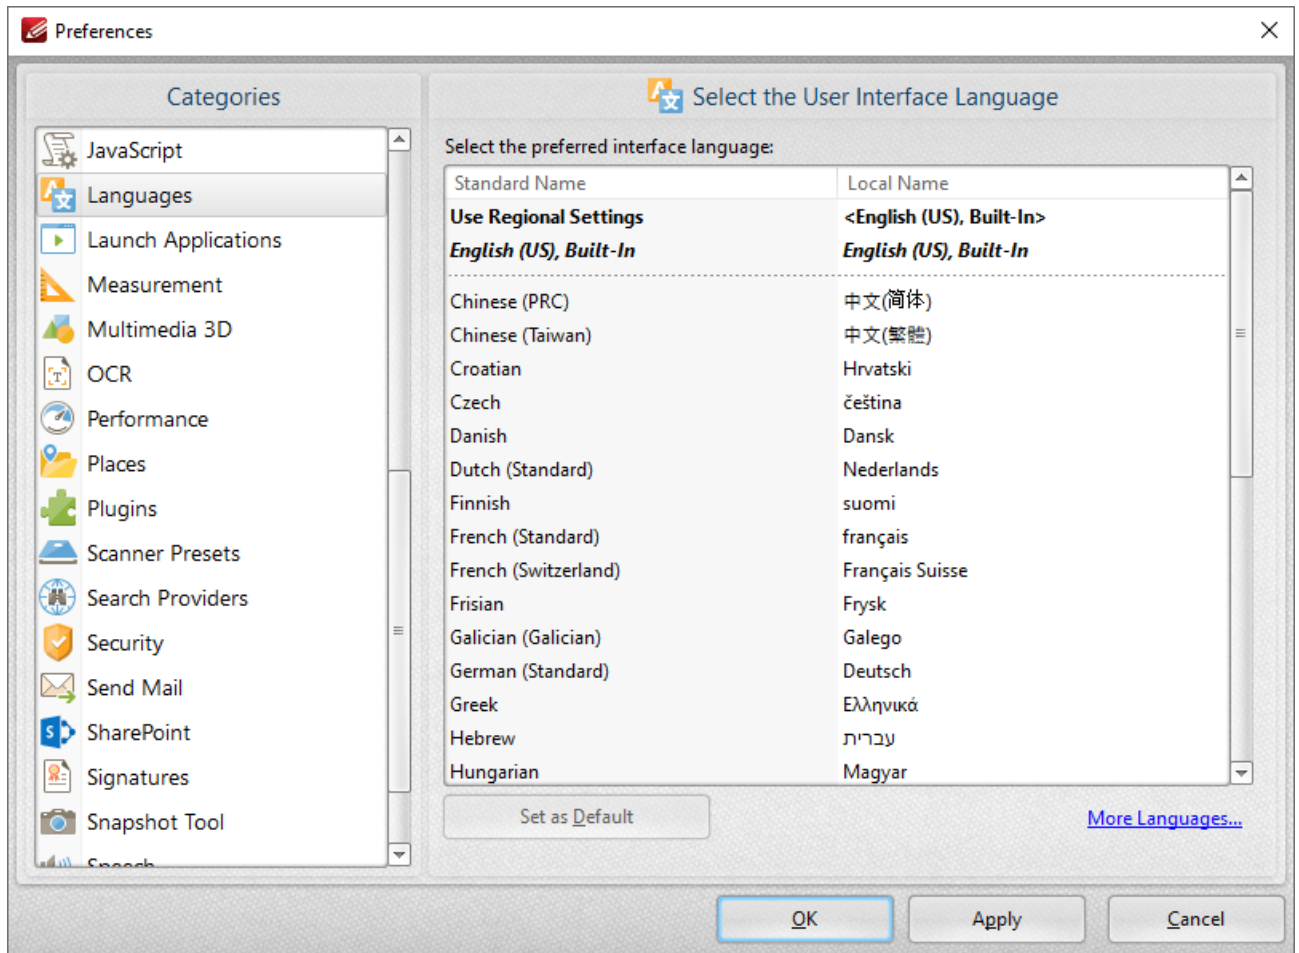 Preferences
Categories
JavaScript
Languages
Launch Applications
Measurement
Multimedia 3D
OCR
Performance
Places
Plugins
Scanner Presets
Search Providers
Security
Send Mail
SharePoint
Signatures
Snapshot Tool
Speech
Select the User Interface Language
Select the preferred interface language:
Standard Name Local Name
Use Regional Settings <English (US), Built-In>
English (US), Built-In English (US), Built-In
Chinese (PRC) 中文(简体)
Chinese (Taiwan) 中文(繁體)
Croatian Hrvatski
Czech čeština
Danish Dansk
Dutch (Standard) Nederlands
Finnish suomi
French (Standard) français
French (Switzerland) Français Suisse
Frisian Frysk
Galician (Galician) Galego
German (Standard) Deutsch
Greek Ελληνικά
Hebrew עברית
Hungarian Magyar
Set as Default More Languages...
OK Apply Cancel